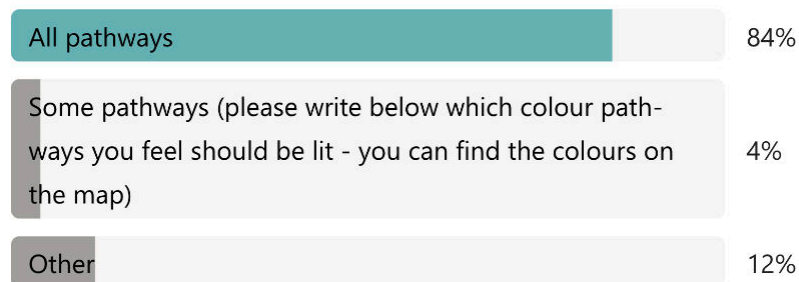 All pathways 84%
Some pathways (please write below which colour path-
ways you feel should be lit - you can find the colours on 4%
the map)
Other 12%